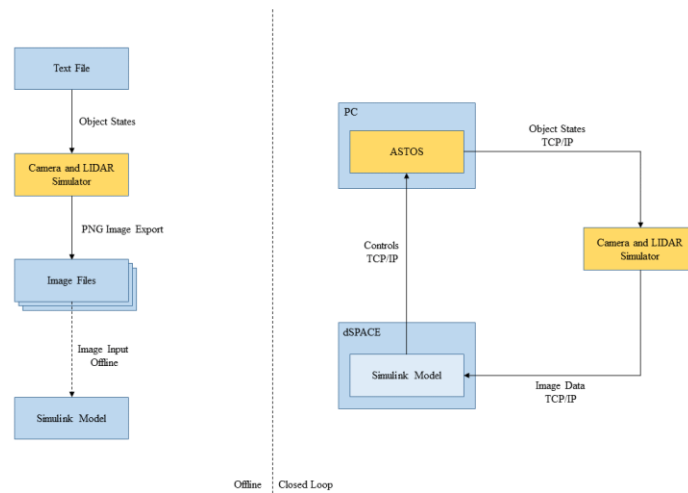 Text File
Object States
Camera and LIDAR
Simulator
PNG Image Export
Image Files
Image Input
Offline
Simulink Model
Offline
PC
ASTOS
Object States
TCP/IP
Camera and LIDAR
Simulator
Controls
TCP/IP
dSPACE
Simulink Model
Image Data
TCP/IP
Closed Loop